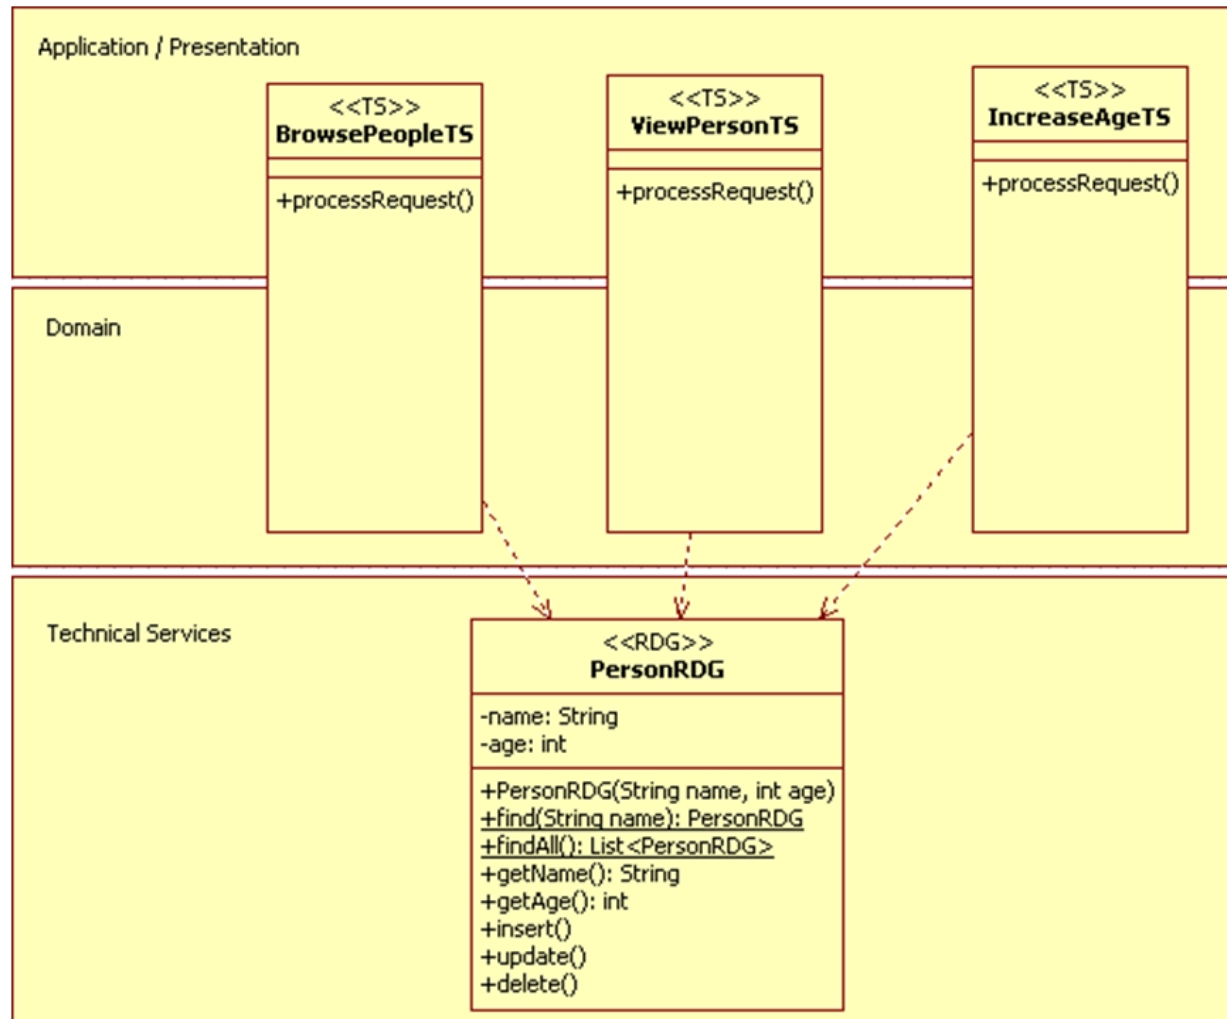 Application / Presentation
<<TS>>
BrowsePeopleTS
+processRequest()
<<TS>>
ViewPersonTS
+processRequest()
<<TS>>
IncreaseAgeTS
+processRequest()
Domain
Technical Services
<<RDG>>
PersonRDG
-name: String
-age: int
+PersonRDG(String name, int age)
+find(String name): PersonRDG
+findAll(): List<PersonRDG>
+getName(): String
+getAge(): int
+insert()
+update()
+delete()